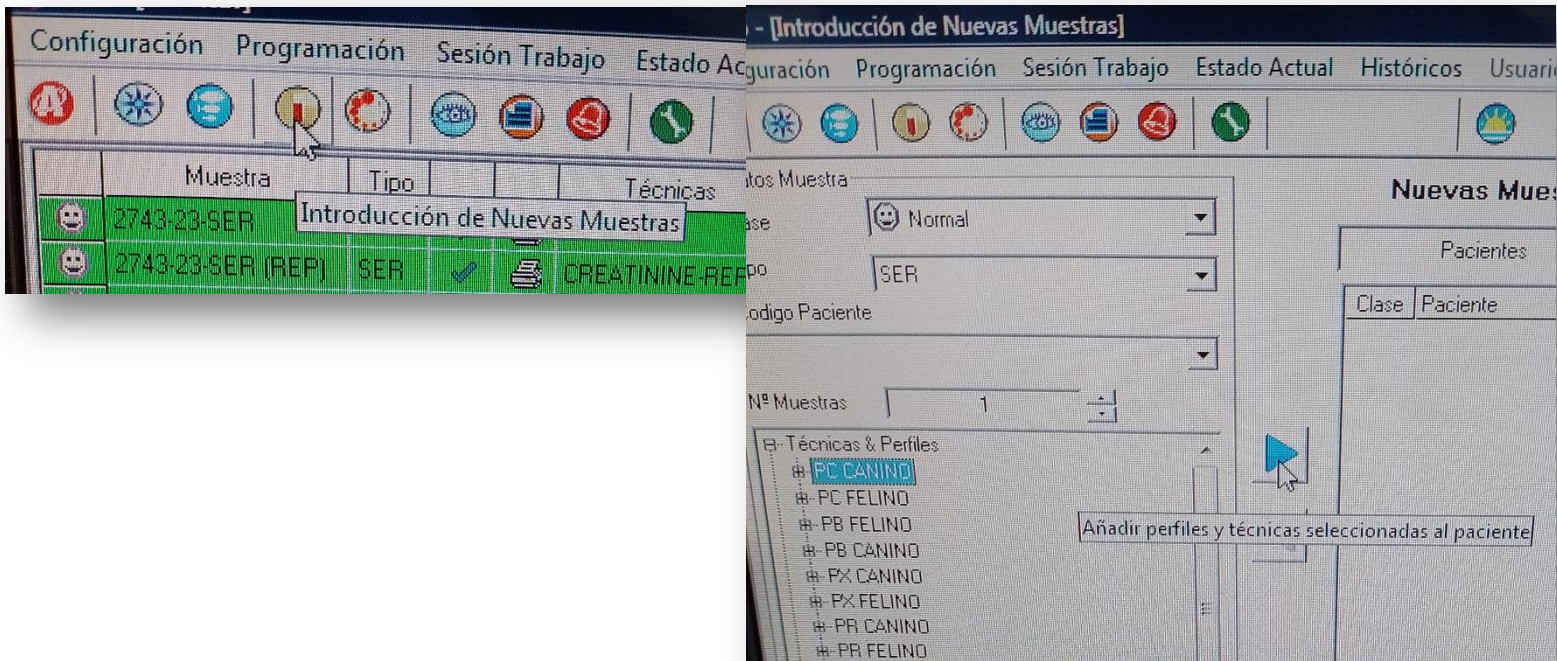 Configuración Programación Sesión Trabajo Estado
Muestra Tipo Técnicas
2743-23-SER
Introducción de Nuevas Muestras
2743-23-SER (REP) SER CREATININE-REF
- [Introducción de Nuevas Muestras]
guración Programación Sesión Trabajo Estado Actual Históricos Usuari
tos Muestra
Nuevas Mues
se Normal
Pacientes
po SER
Clase Paciente
odigo Paciente
Nº Muestras 1
Técnicas & Perfiles
PC CANINO
PC FELINO
Añadir perfiles y técnicas seleccionadas al paciente
PB FELINO
PB CANINO
PX CANINO
PX FELINO
PR CANINO
PR FELINO